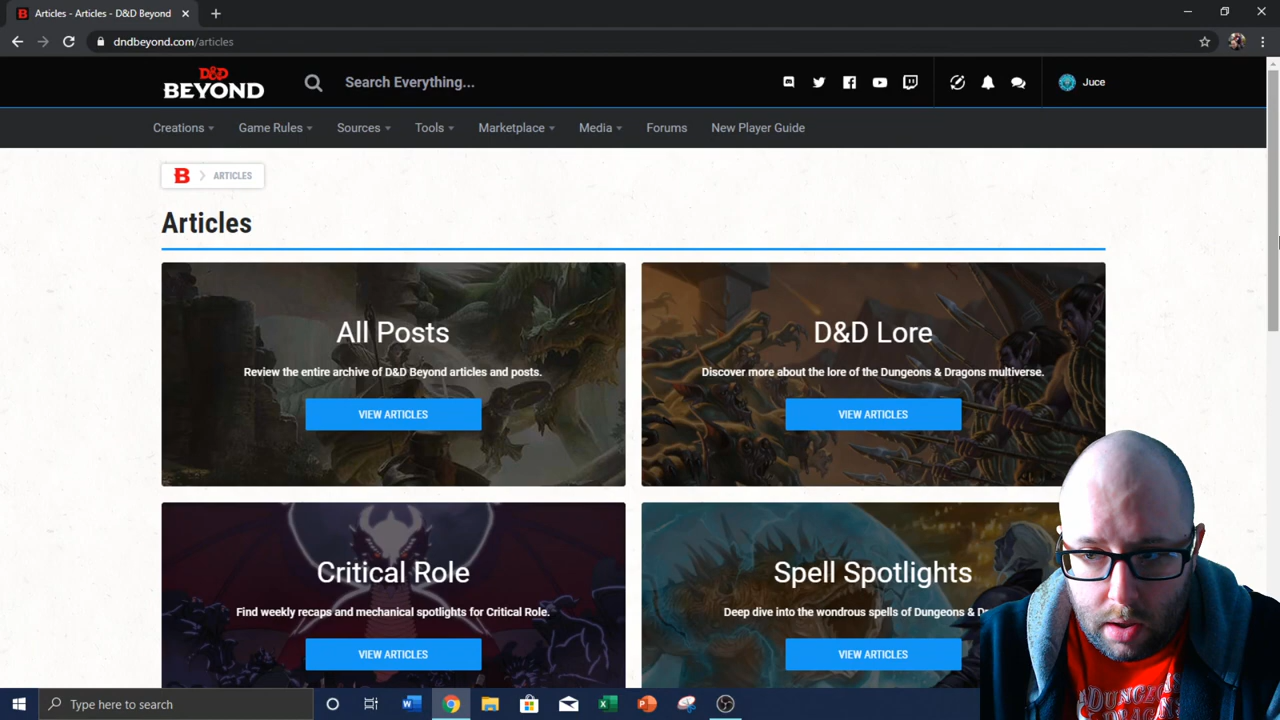 Articles - Articles - D&D Beyond
dndbeyond.com/articles
D&D BEYOND
Search Everything...
Juce
Creations Game Rules Sources Tools Marketplace Media Forums New Player Guide
B ARTICLES
Articles
All Posts
Review the entire archive of D&D Beyond articles and posts.
VIEW ARTICLES
D&D Lore
Discover more about the lore of the Dungeons & Dragons multiverse.
VIEW ARTICLES
Critical Role
Find weekly recaps and mechanical spotlights for Critical Role.
VIEW ARTICLES
Spell Spotlights
Deep dive into the wondrous spells of Dungeons &
VIEW ARTICLES
Type here to search
DUNGEONS
DRAGONS